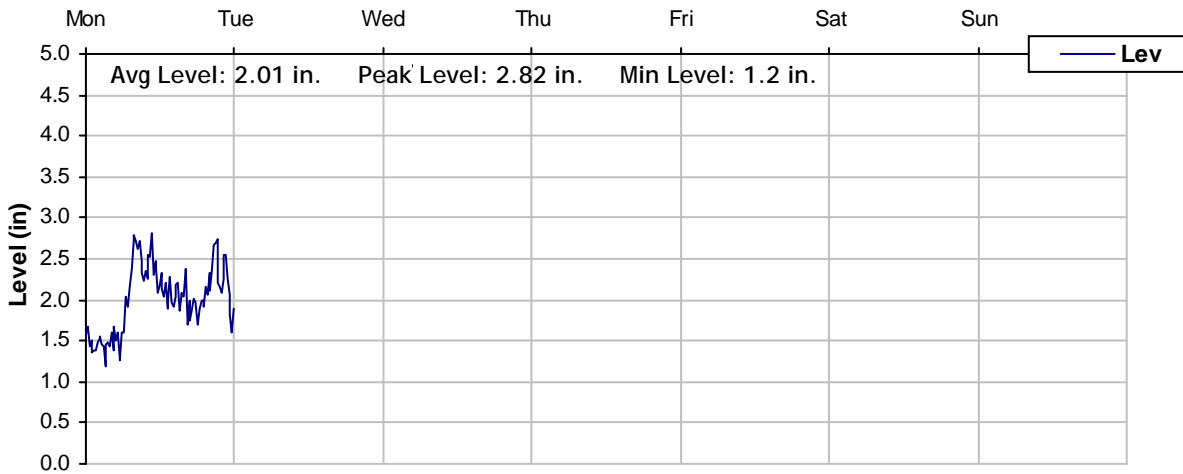 Mon Tue Wed Thu Fri Sat Sun
Lev
Avg Level: 2.01 in. Peak Level: 2.82 in. Min Level: 1.2 in.
Level (in)
5.0
4.5
4.0
3.5
3.0
2.5
2.0
1.5
1.0
0.5
0.0